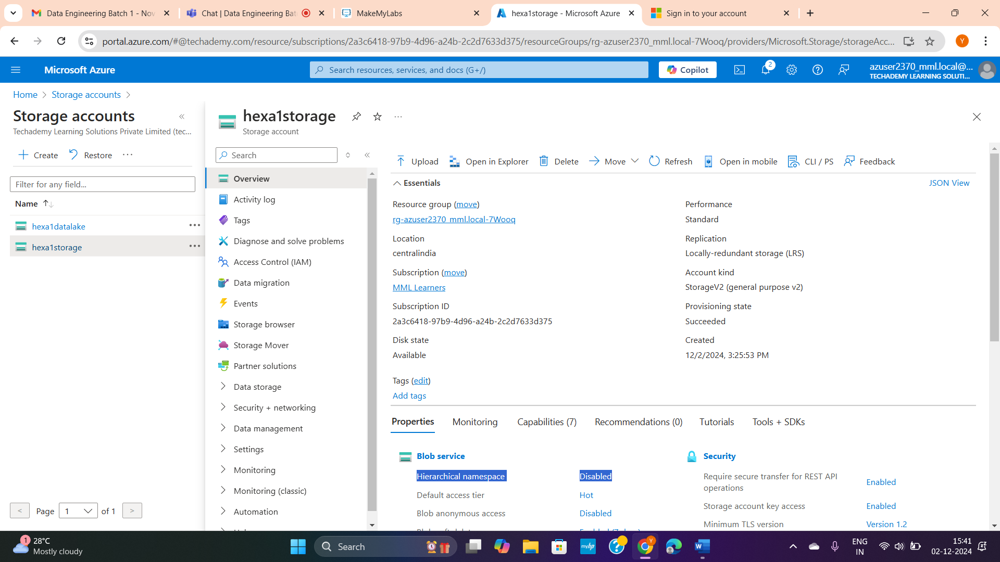 Data Engineering Batch 1 - Nov
Chat | Data Engineering Bat
MakeMyLabs
hexa1storage - Microsoft Azure
Sign in to your account
portal.azure.com/#@techademy.com/resource/subscriptions/2a3c6418-97b9-4d96-a24b-2c2d7633d375/resourceGroups/rg-azuser2370_mml.local-7Wooq/providers/Microsoft.Storage/storageAcc...
Y
Microsoft Azure
Search resources, services, and docs (G+/)
Copilot
2
azuser2370_mml.local@...
TECHADEMY LEARNING SOLUTI...
Home
Storage accounts
Storage accounts
Techademy Learning Solutions Private Limited (tec...
Create
Restore
Filter for any field...
Name
hexa1datalake
hexa1storage
< Page 1 of 1 >
hexa1storage
Storage account
Search
Overview
Activity log
Tags
Diagnose and solve problems
Access Control (IAM)
Data migration
Events
Storage browser
Storage Mover
Partner solutions
Data storage
Security + networking
Data management
Settings
Monitoring
Monitoring (classic)
Automation
Upload
Open in Explorer
Delete
Move
Refresh
Open in mobile
CLI / PS
Feedback
Essentials
JSON View
Resource group (move)
rg-azuser2370_mml.local-7Wooq
Location
centralindia
Subscription (move)
MML Learners
Subscription ID
2a3c6418-97b9-4d96-a24b-2c2d7633d375
Disk state
Available
Performance
Standard
Replication
Locally-redundant storage (LRS)
Account kind
StorageV2 (general purpose v2)
Provisioning state
Succeeded
Created
12/2/2024, 3:25:53 PM
Tags (edit)
Add tags
Properties
Monitoring
Capabilities (7)
Recommendations (0)
Tutorials
Tools + SDKs
Blob service
Hierarchical namespace Disabled
Default access tier Hot
Blob anonymous access Disabled
Security
Require secure transfer for REST API
operations Enabled
Storage account key access Enabled
Minimum TLS version Version 1.2
1
28°C
Mostly cloudy
Search
myhp
Y
ENG
IN
15:41
02-12-2024